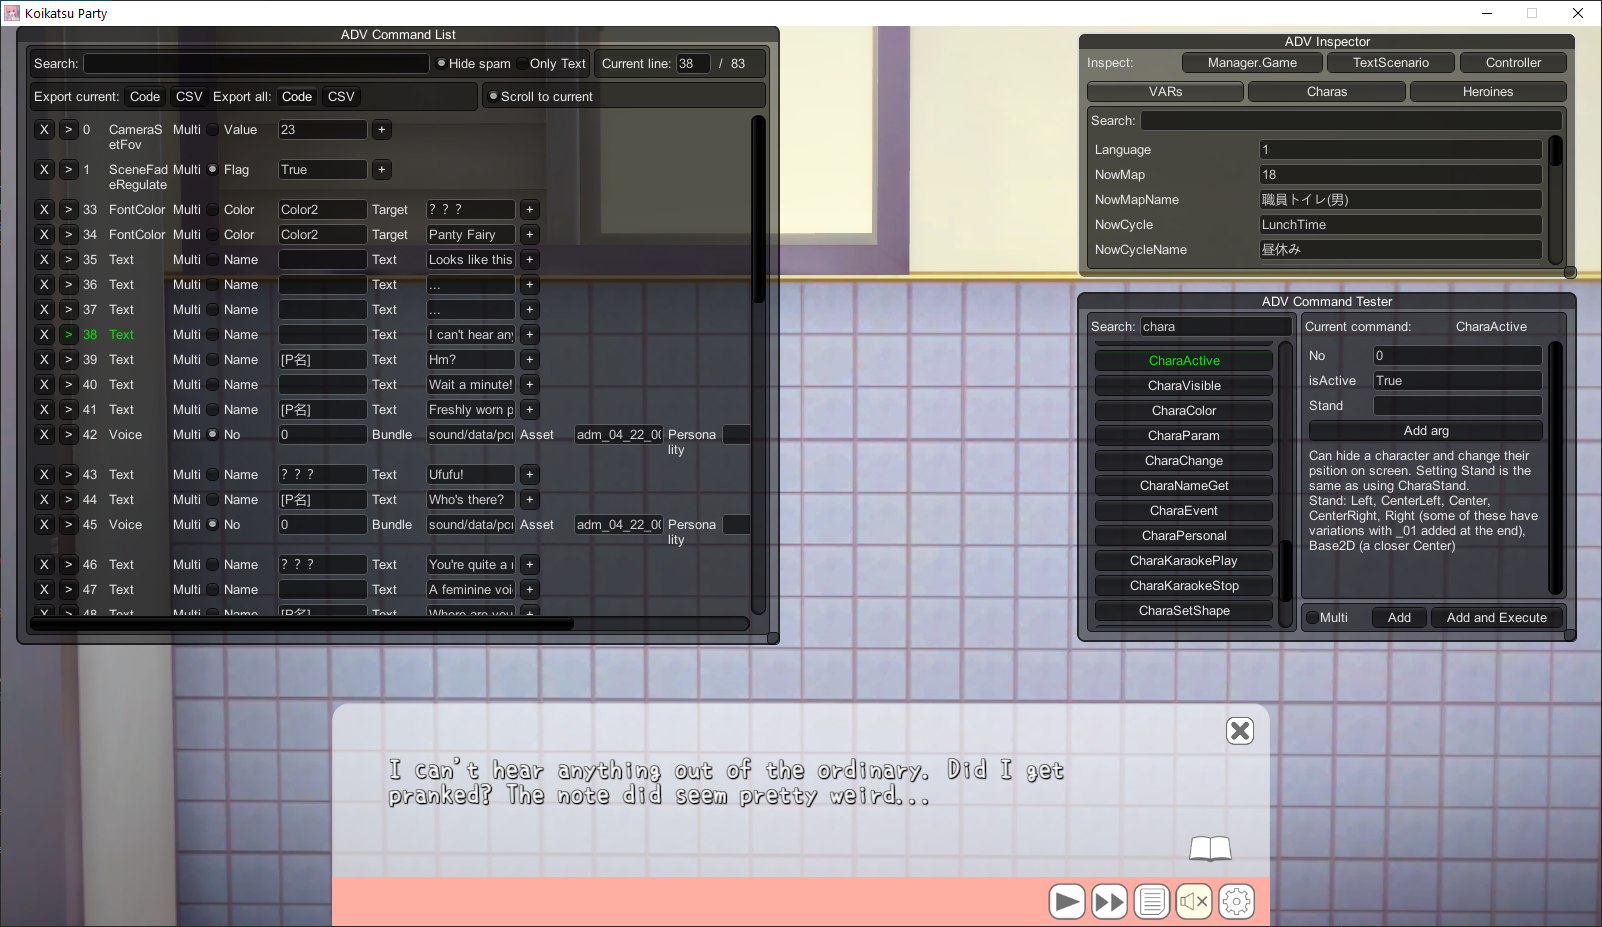 Koikatsu Party
ADV Command List
Search: Hide spam Only Text Current line: 38 / 83
Export current: Code CSV Export all: Code CSV Scroll to current
X > 0 CameraS
etFov Multi Value 23 +
X > 1 SceneFad
eRegulate Multi Flag True +
X > 33 FontColor Multi Color Color2 Target ？？？ +
X > 34 FontColor Multi Color Color2 Target Panty Fairy +
X > 35 Text Multi Name Text Looks like this +
X > 36 Text Multi Name Text ... +
X > 37 Text Multi Name Text ... +
X > 38 Text Multi Name Text I can't hear any +
X > 39 Text Multi Name [P名] Text Hm? +
X > 40 Text Multi Name Text Wait a minute! +
X > 41 Text Multi Name [P名] Text Freshly worn p +
X > 42 Voice Multi No 0 Bundle sound/data/pcm Asset adm_04_22_00 Persona
lity
X > 43 Text Multi Name ？？？ Text Ufufu! +
X > 44 Text Multi Name [P名] Text Who's there? +
X > 45 Voice Multi No 0 Bundle sound/data/pcm Asset adm_04_22_00 Persona
lity
X > 46 Text Multi Name ？？？ Text You're quite a +
X > 47 Text Multi Name Text A feminine voi +
X > 48 Text Multi Name [P名] Text Where are you +
ADV Inspector
Inspect: Manager.Game TextScenario Controller
VARs Charas Heroines
Search:
Language 1
NowMap 18
NowMapName 職員トイレ(男)
NowCycle LunchTime
NowCycleName 昼休み
ADV Command Tester
Search: chara
CharaActive
CharaVisible
CharaColor
CharaParam
CharaChange
CharaNameGet
CharaEvent
CharaPersonal
CharaKaraokePlay
CharaKaraokeStop
CharaSetShape
Current command: CharaActive
No 0
isActive True
Stand
Add arg
Can hide a character and change their
psition on screen. Setting Stand is the
same as using CharaStand.
Stand: Left, CenterLeft, Center,
CenterRight, Right (some of these have
variations with _01 added at the end),
Base2D (a closer Center)
Multi Add Add and Execute
I can't hear anything out of the ordinary. Did I get
pranked? The note did seem pretty weird...